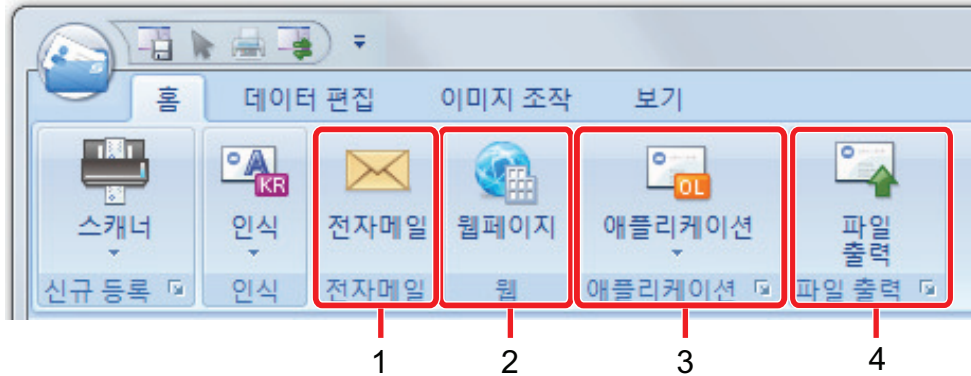 홈 데이터 편집 이미지 조작 보기
KR OL
스캐너 인식 전자메일 웹페이지 애플리케이션 파일
출력
신규 등록 인식 전자메일 웹 애플리케이션 파일 출력
1 2 3 4